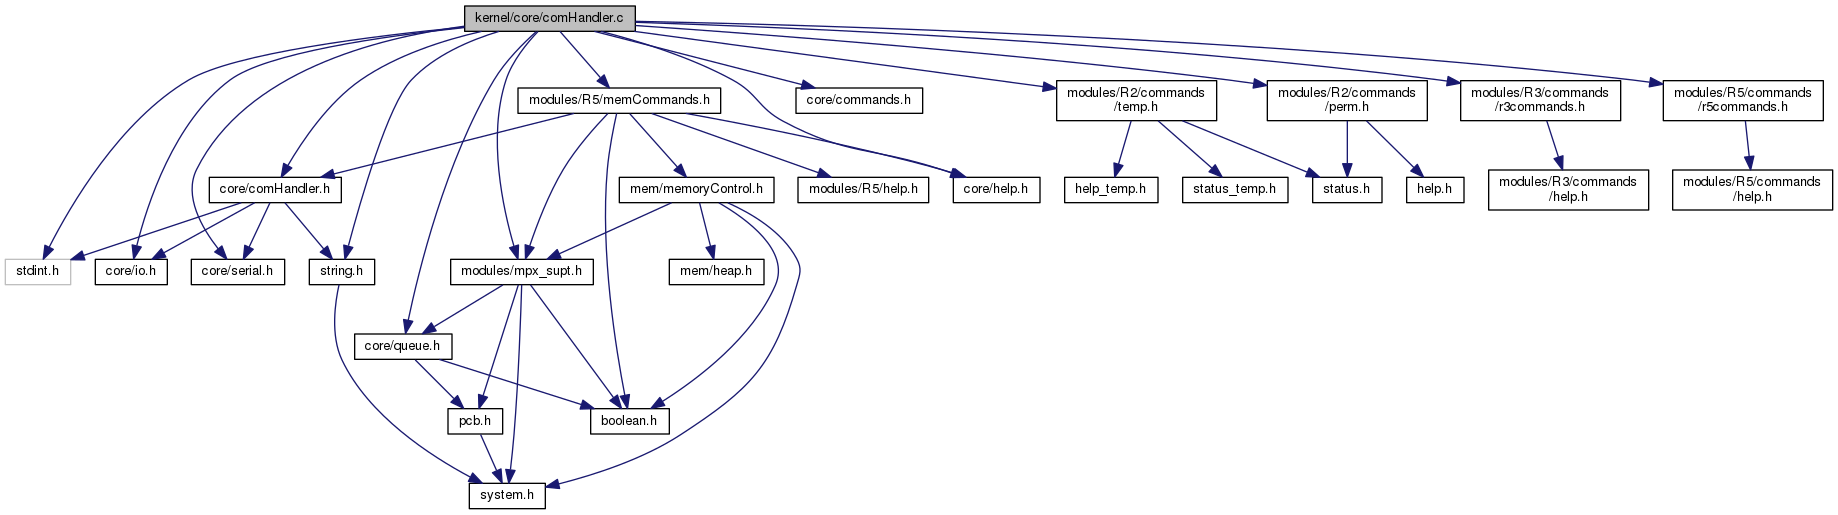 kernel/core/comHandler.c
modules/R5/memCommands.h
core/commands.h
modules/R2/commands
/temp.h
modules/R2/commands
/perm.h
modules/R3/commands
/r3commands.h
modules/R5/commands
/r5commands.h
core/comHandler.h
mem/memoryControl.h
modules/R5/help.h
core/help.h
help_temp.h
status_temp.h
status.h
help.h
modules/R3/commands
/help.h
modules/R5/commands
/help.h
stdint.h
core/io.h
core/serial.h
string.h
modules/mpx_supt.h
mem/heap.h
core/queue.h
pcb.h
boolean.h
system.h